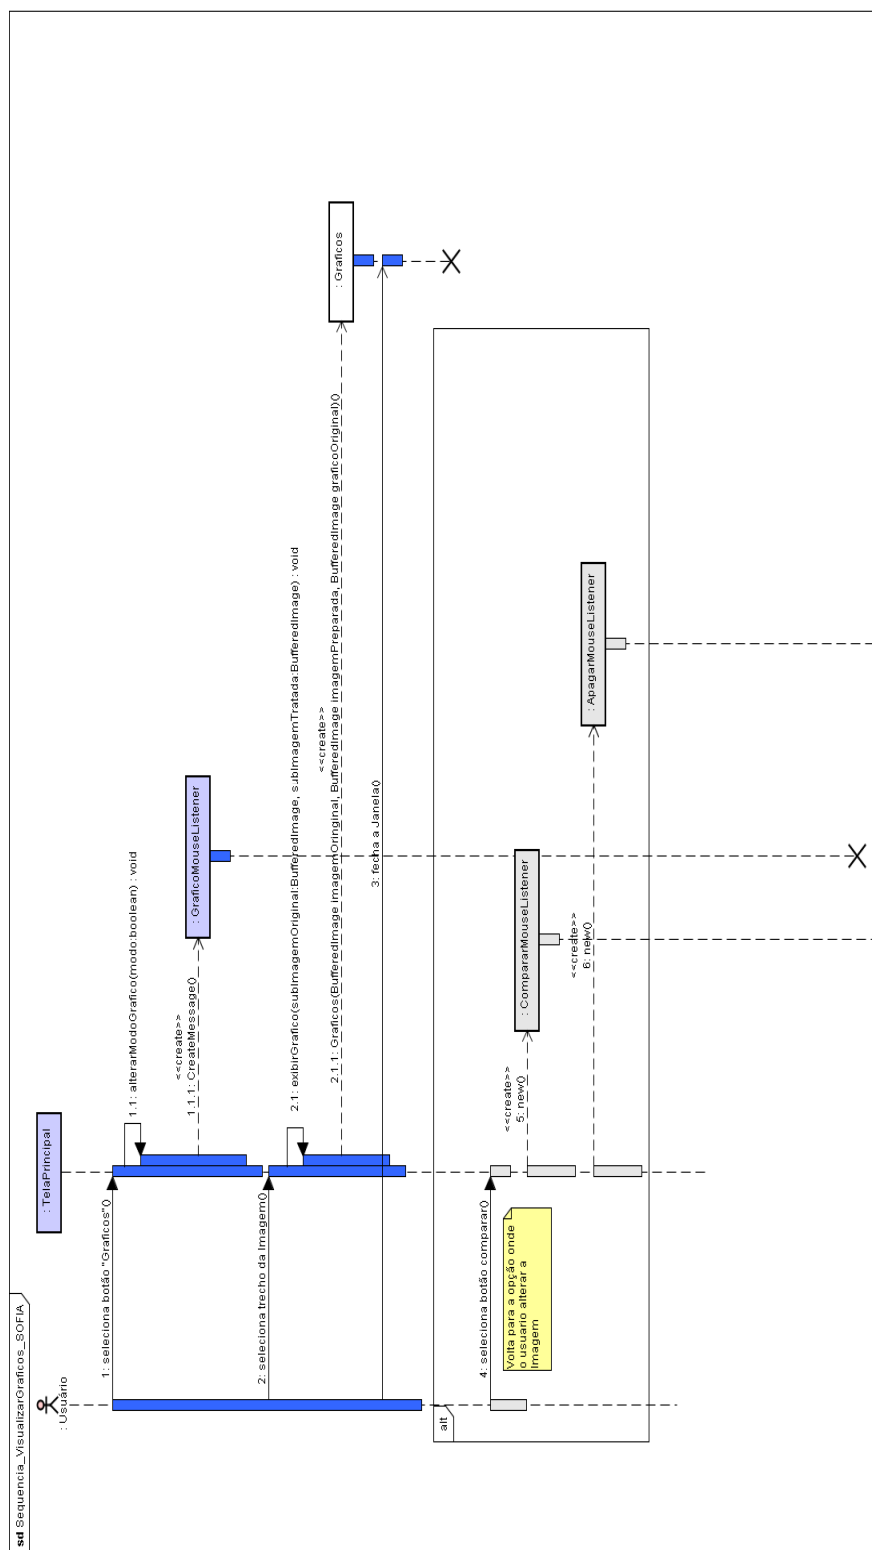 sd Sequencia_VisualizarGraficos_SOFIA
: Usuário
: TelaPrincipal
1: seleciona botão "Graficos"()
1.1: alterarModoGrafico(modo:boolean) : void
<<create>>
1.1.1: CreateMessage()
: GraficoMouseListener
2: seleciona trecho da Imagem()
2.1: exibirGrafico(subImagemOriginal:BufferedImage, subImagemTratada:BufferedImage) : void
<<create>>
2.1.1: Graficos(BufferedImage imagemOringinal, BufferedImage imagemPreparada, BufferedImage graficoOriginal)()
: Graficos
3: fecha a Janela()
alt
4: seleciona botão comparar()
Volta para a opção onde
o usuario alterar a
Imagem
<<create>>
5: new()
: CompararMouseListener
<<create>>
6: new()
: ApagarMouseListener